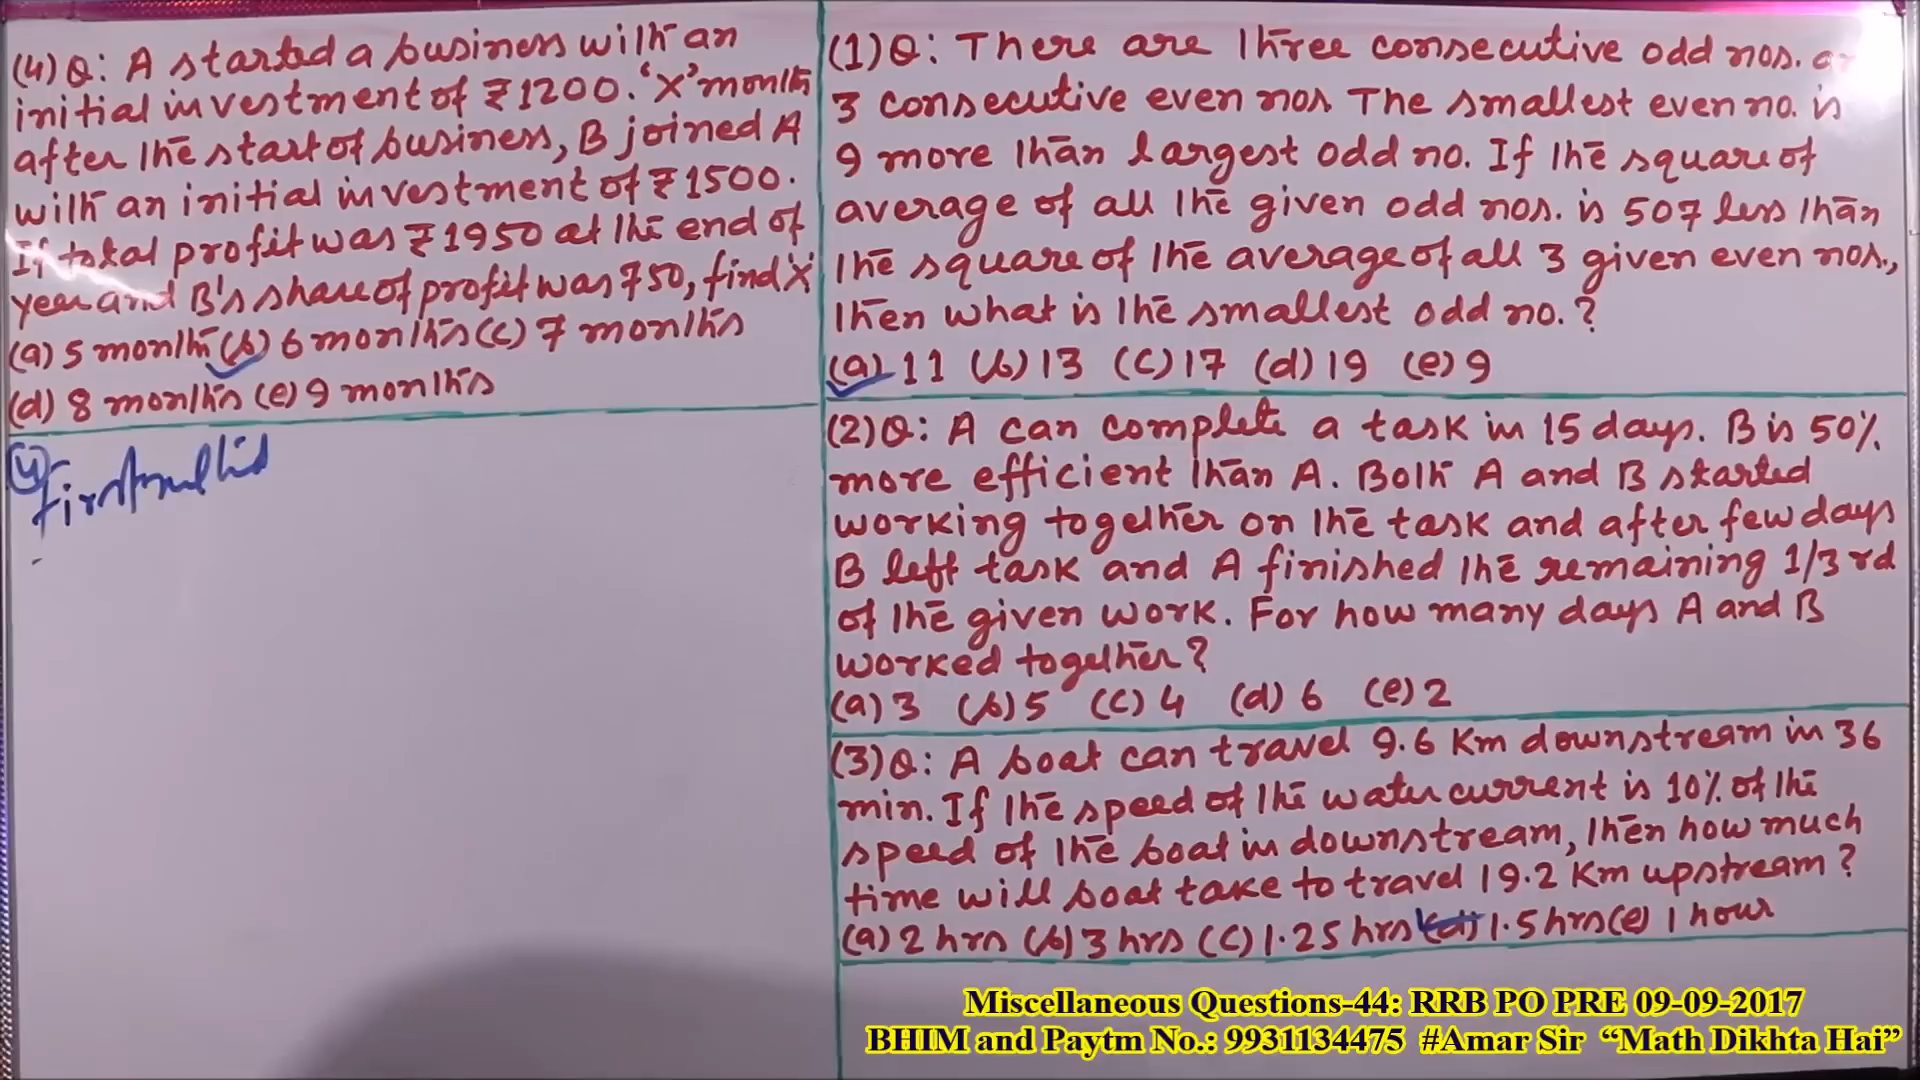 (4)Q: A started a business with an
initial investment of ₹1200. 'X' month
after the start of business, B joined A
with an initial investment of ₹1500.
If total profit was ₹1950 at the end of
year and B's share of profit was 750, find 'X'
(a) 5 month (b) 6 months (c) 7 months
(d) 8 months (e) 9 months
(4)
(1)Q: There are three consecutive odd nos.
3 consecutive even nos The smallest even no. is
9 more than largest odd no. If the square of
average of all the given odd nos. is 507 less than
the square of the average of all 3 given even nos.,
then what is the smallest odd no.?
(a) 11 (b) 13 (c) 17 (d) 19 (e) 9
(2)Q: A can complete a task in 15 days. B is 50%
more efficient than A. Both A and B started
working together on the task and after few days
B left task and A finished the remaining 1/3 rd
of the given work. For how many days A and B
worked together?
(a) 3 (b) 5 (c) 4 (d) 6 (e) 2
(3)Q: A boat can travel 9.6 Km downstream in 36
min. If the speed of the water current is 10% of the
speed of the boat in downstream, then how much
time will boat take to travel 19.2 Km upstream?
(a) 2 hrs (b) 3 hrs (c) 1.25 hrs (d) 1.5 hrs (e) 1 hour
Miscellaneous Questions-44: RRB PO PRE 09-09-2017
BHIM and Paytm No.: 9931134475 #Amar Sir “Math Dikhta Hai”